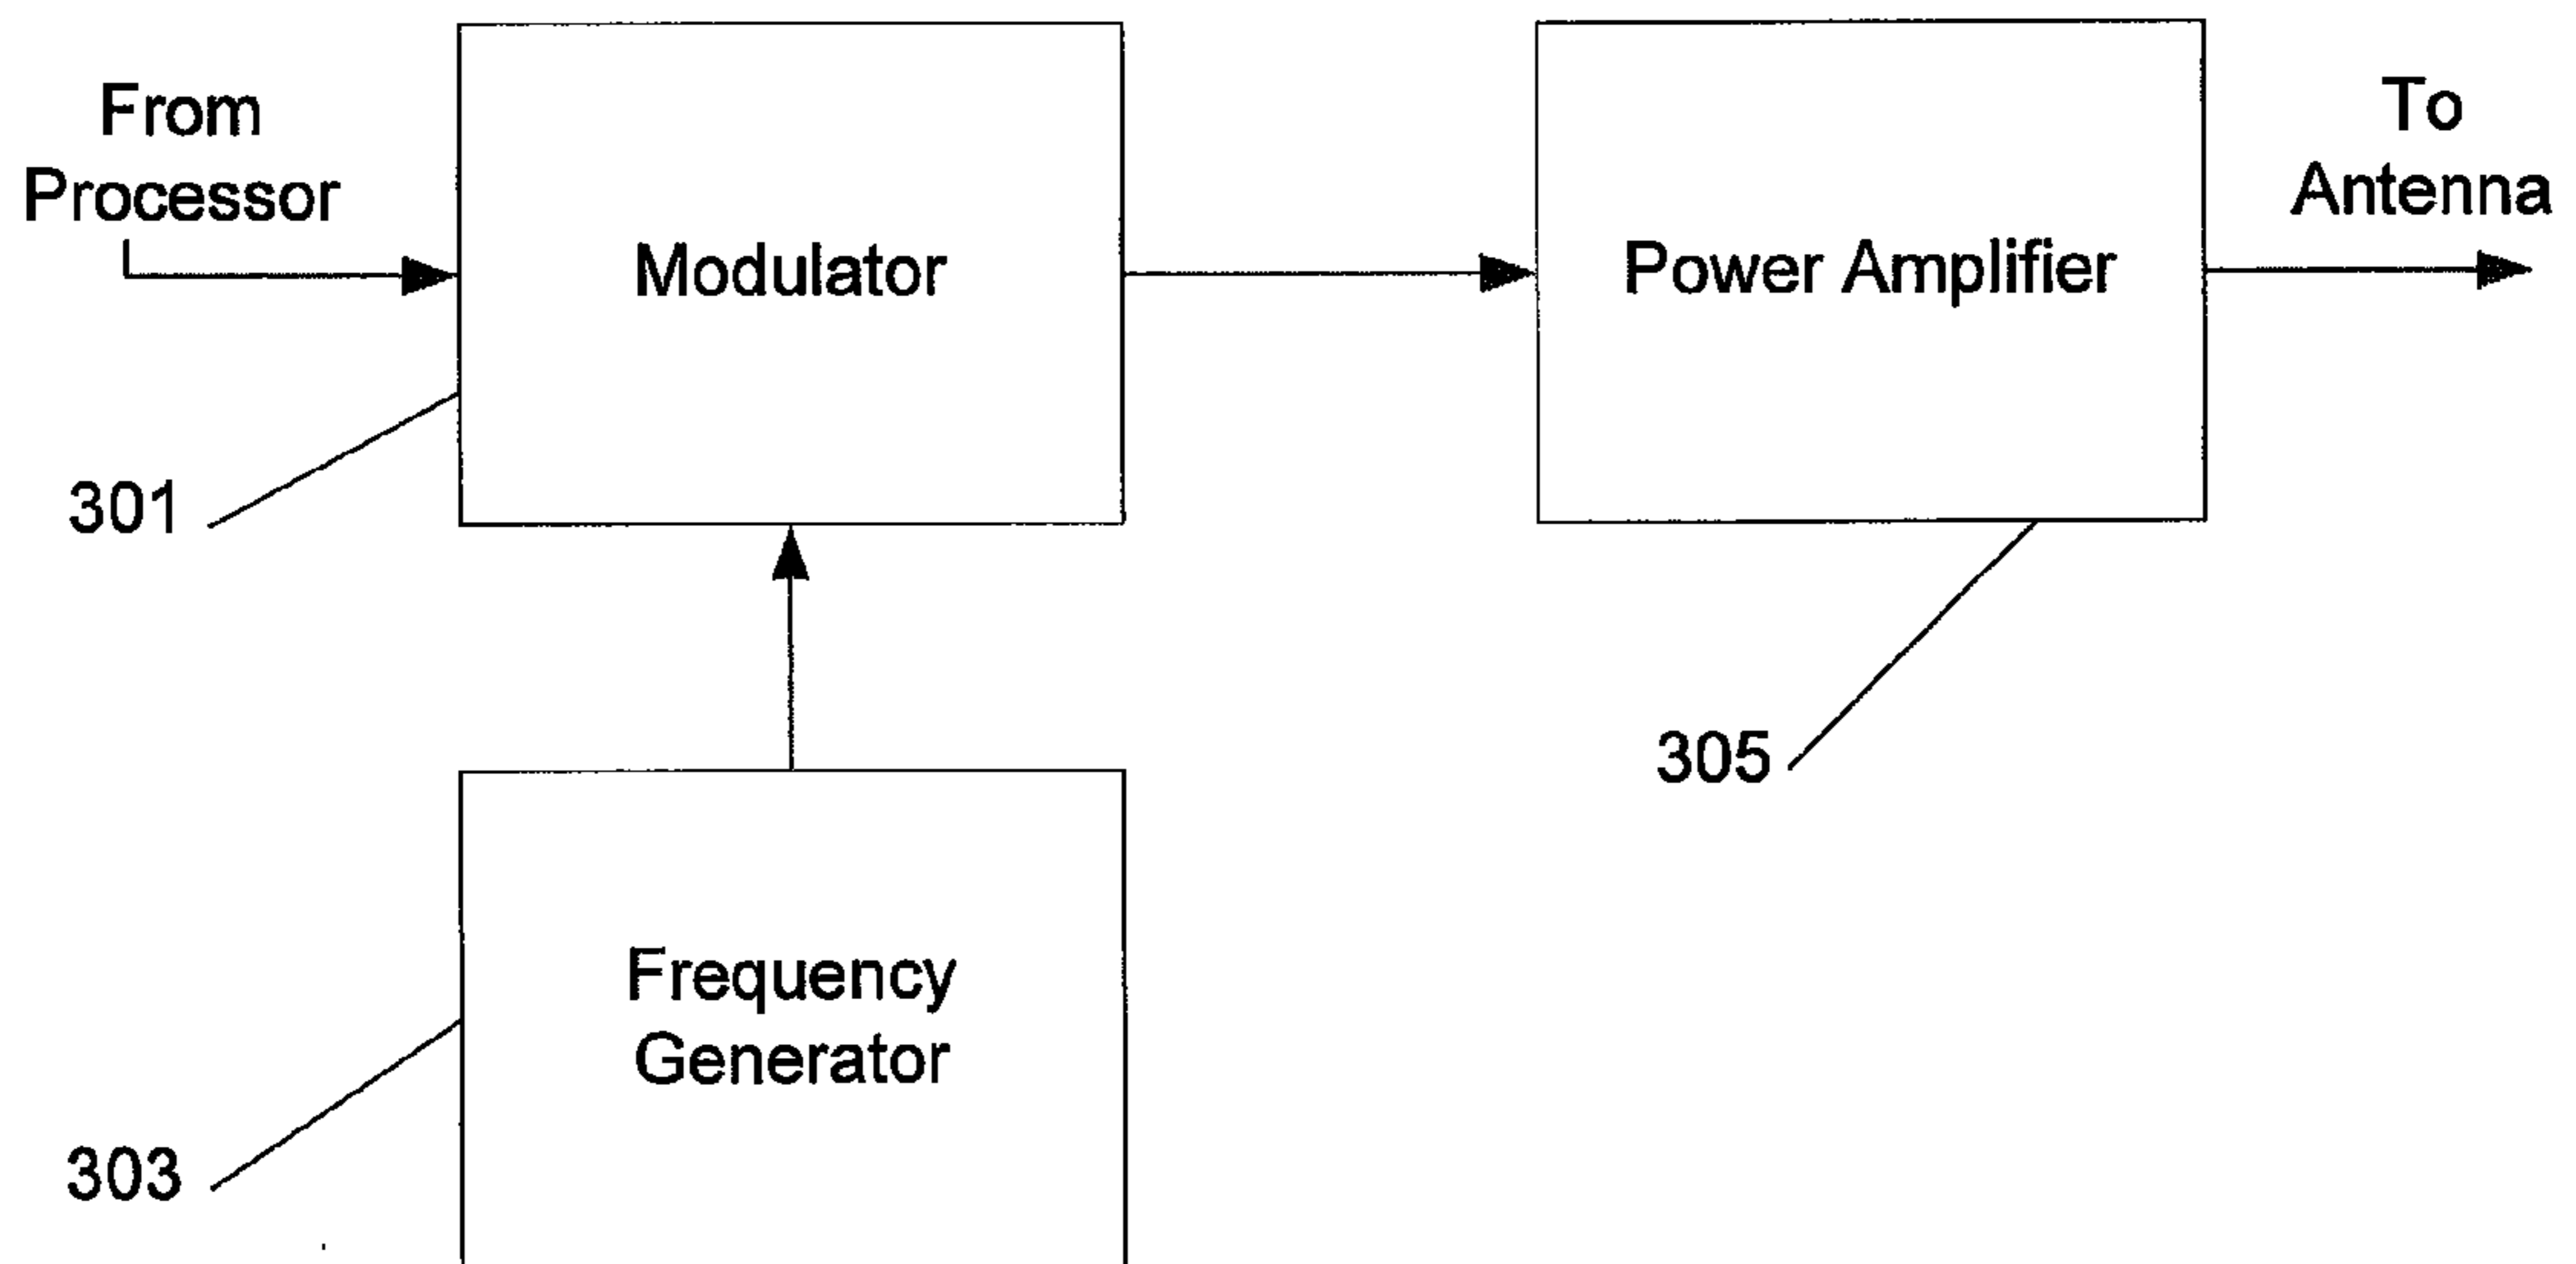 From
Processor
Modulator
Power Amplifier
To
Antenna
301
305
Frequency
Generator
303